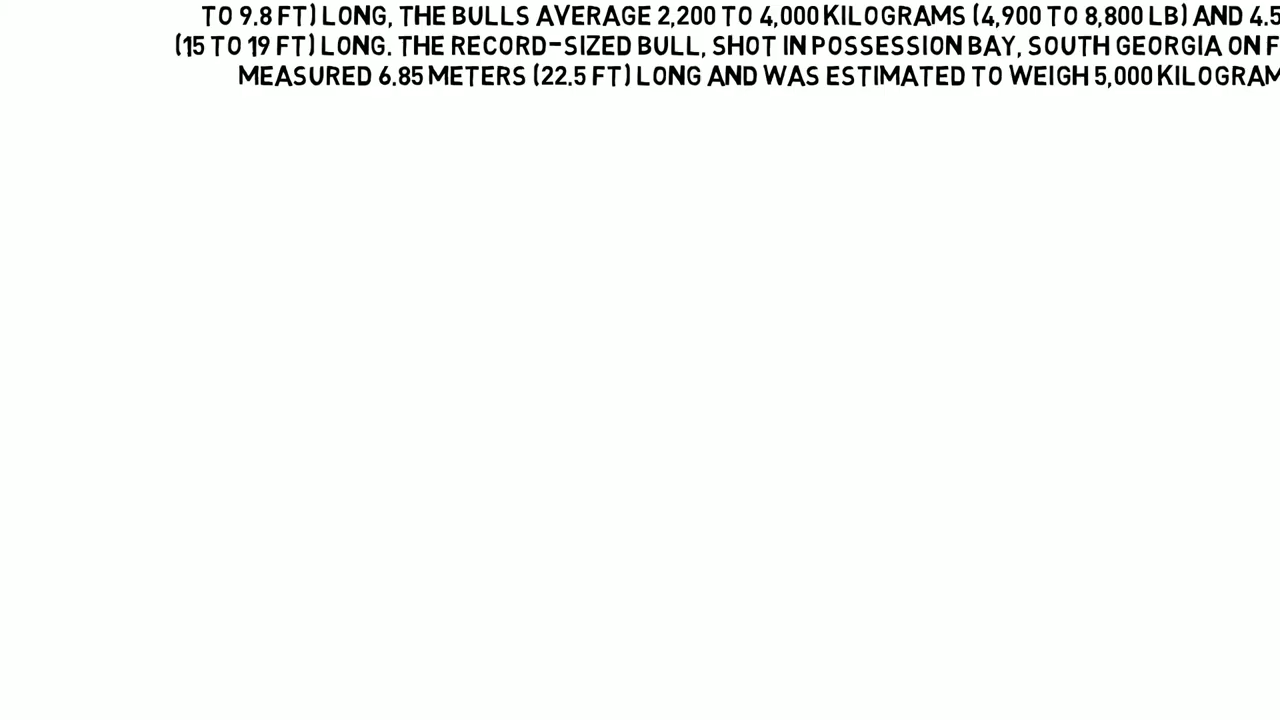 TO 9.8 FT) LONG, THE BULLS AVERAGE 2,200 TO 4,000 KILOGRAMS (4,900 TO 8,800 LB) AND 4.5
(15 TO 19 FT) LONG. THE RECORD-SIZED BULL, SHOT IN POSSESSION BAY, SOUTH GEORGIA ON
MEASURED 6.85 METERS (22.5 FT) LONG AND WAS ESTIMATED TO WEIGH 5,000